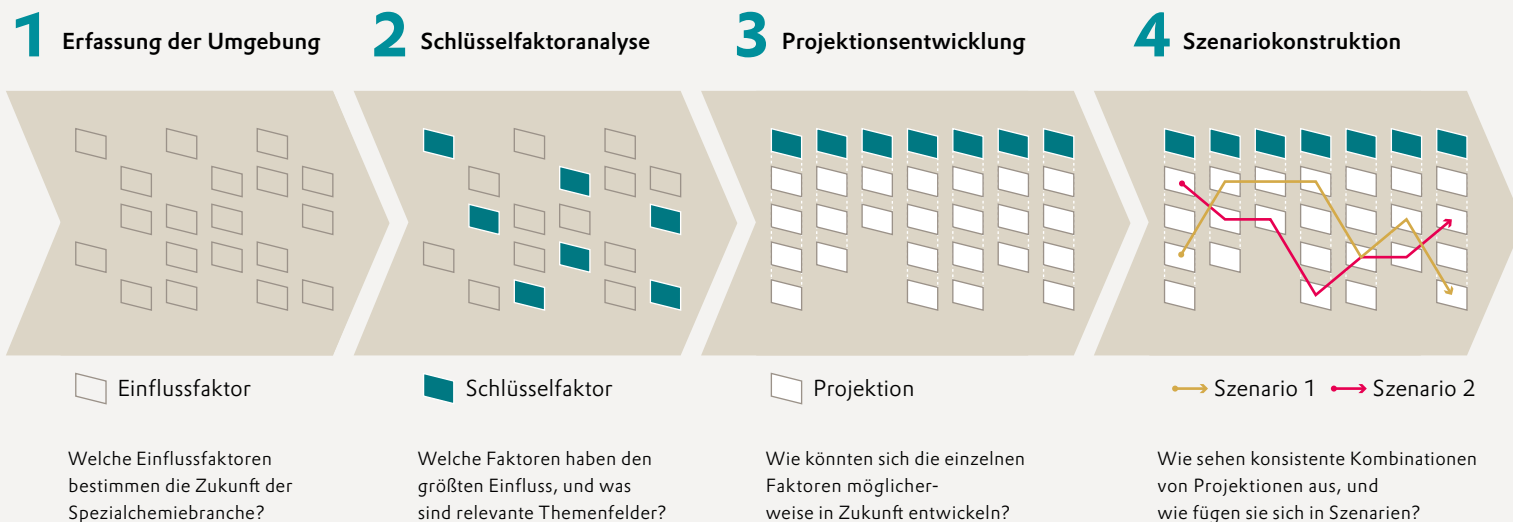 1 Erfassung der Umgebung
2 Schlüsselfaktoranalyse
3 Projektionsentwicklung
4 Szenariokonstruktion
Einflussfaktor
Schlüsselfaktor
Projektion
Szenario 1
Szenario 2
Welche Einflussfaktoren
bestimmen die Zukunft der
Spezialchemiebranche?
Welche Faktoren haben den
größten Einfluss, und was
sind relevante Themenfelder?
Wie könnten sich die einzelnen
Faktoren möglicher-
weise in Zukunft entwickeln?
Wie sehen konsistente Kombinationen
von Projektionen aus, und
wie fügen sie sich in Szenarien?